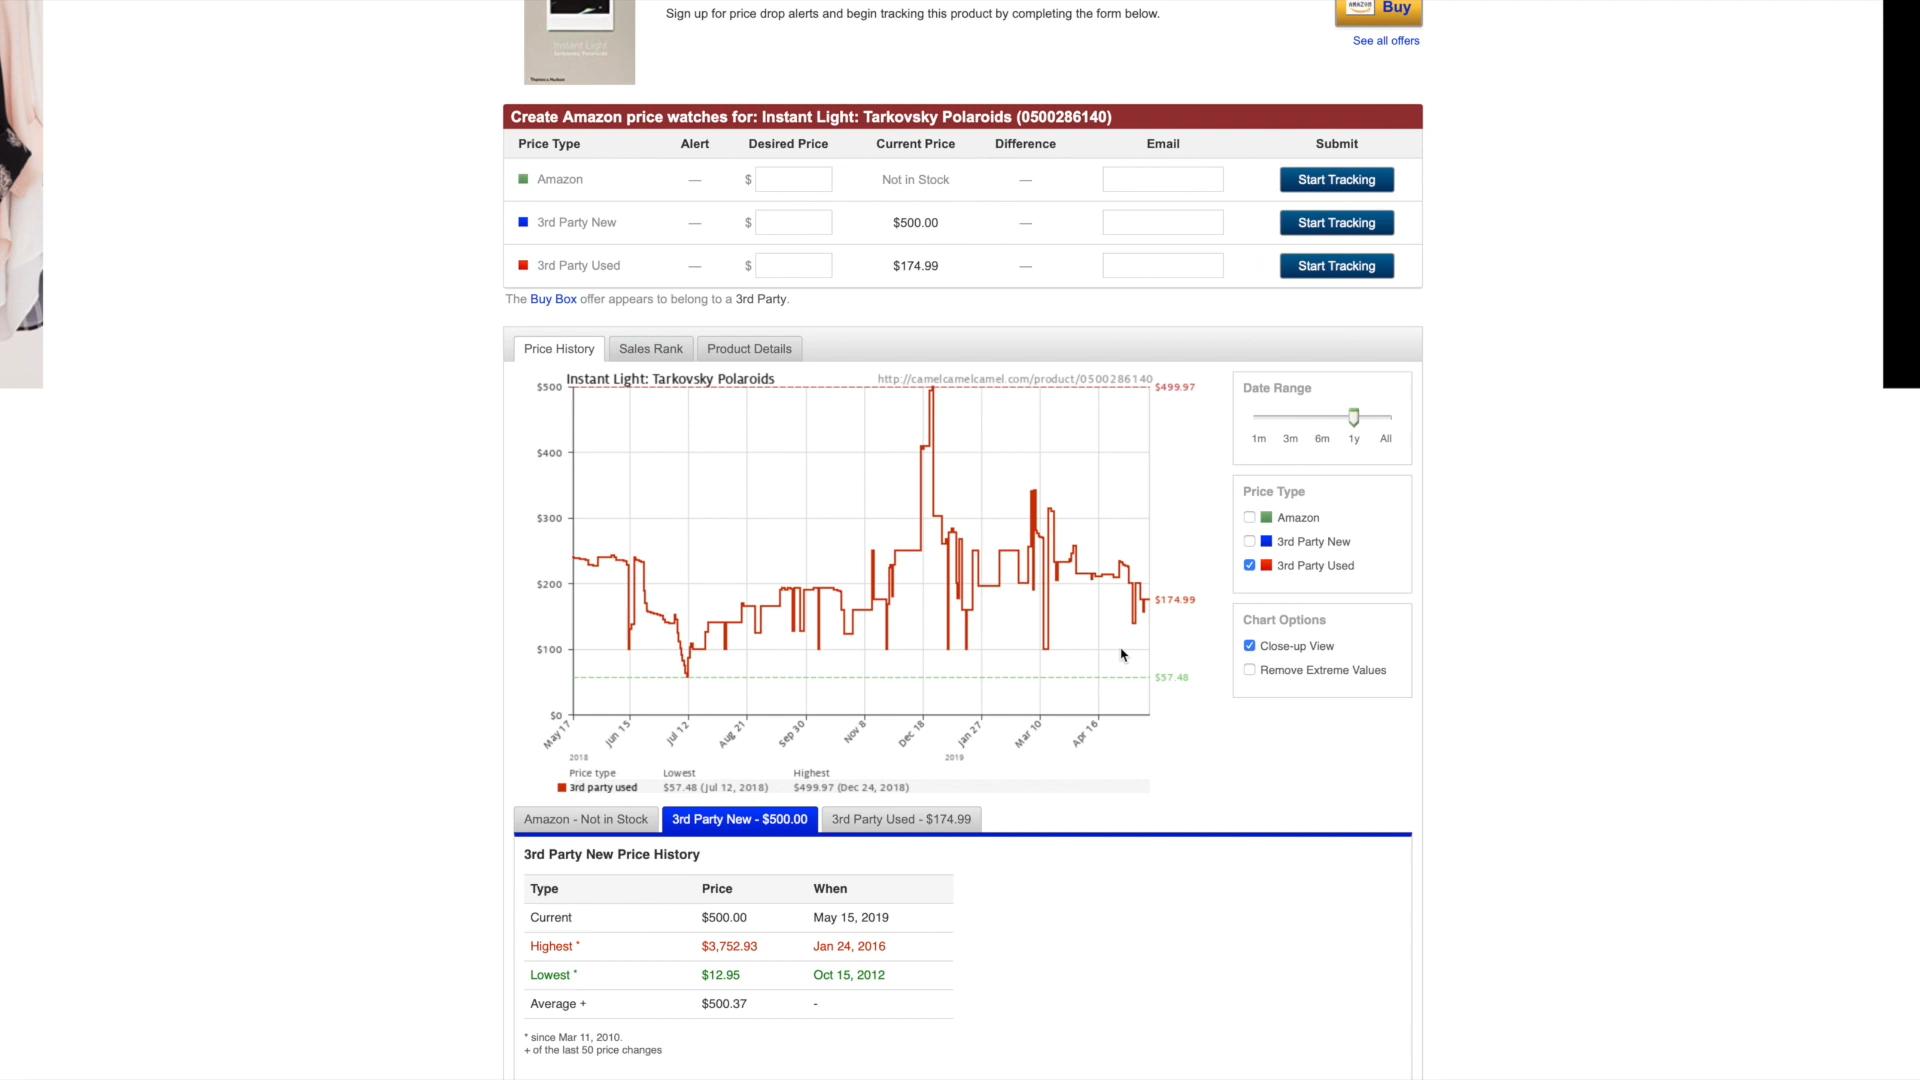 Sign up for price drop alerts and begin tracking this product by completing the form below.
AMAZON Buy
See all offers
Instant Light
Tarkovsky Polaroids
Thames & Hudson
Create Amazon price watches for: Instant Light: Tarkovsky Polaroids (0500286140)
Price Type Alert Desired Price Current Price Difference Email Submit
Amazon — $ Not in Stock — Start Tracking
3rd Party New — $ $500.00 — Start Tracking
3rd Party Used — $ $174.99 — Start Tracking
The Buy Box offer appears to belong to a 3rd Party.
Price History Sales Rank Product Details
Instant Light: Tarkovsky Polaroids http://camelcamelcamel.com/product/0500286140
$500 $499.97
$400
$300
$200
$174.99
$100
$57.48
$0
May 17 Jun 15 Jul 12 Aug 21 Sep 30 Nov 8 Dec 18 Jan 27 Mar 10 Apr 16
2018 2019
Price type Lowest Highest
3rd party used $57.48 (Jul 12, 2018) $499.97 (Dec 24, 2018)
Date Range
1m 3m 6m 1y All
Price Type
Amazon
3rd Party New
3rd Party Used
Chart Options
Close-up View
Remove Extreme Values
Amazon - Not in Stock 3rd Party New - $500.00 3rd Party Used - $174.99
3rd Party New Price History
Type Price When
Current $500.00 May 15, 2019
Highest * $3,752.93 Jan 24, 2016
Lowest * $12.95 Oct 15, 2012
Average + $500.37 -
* since Mar 11, 2010.
+ of the last 50 price changes